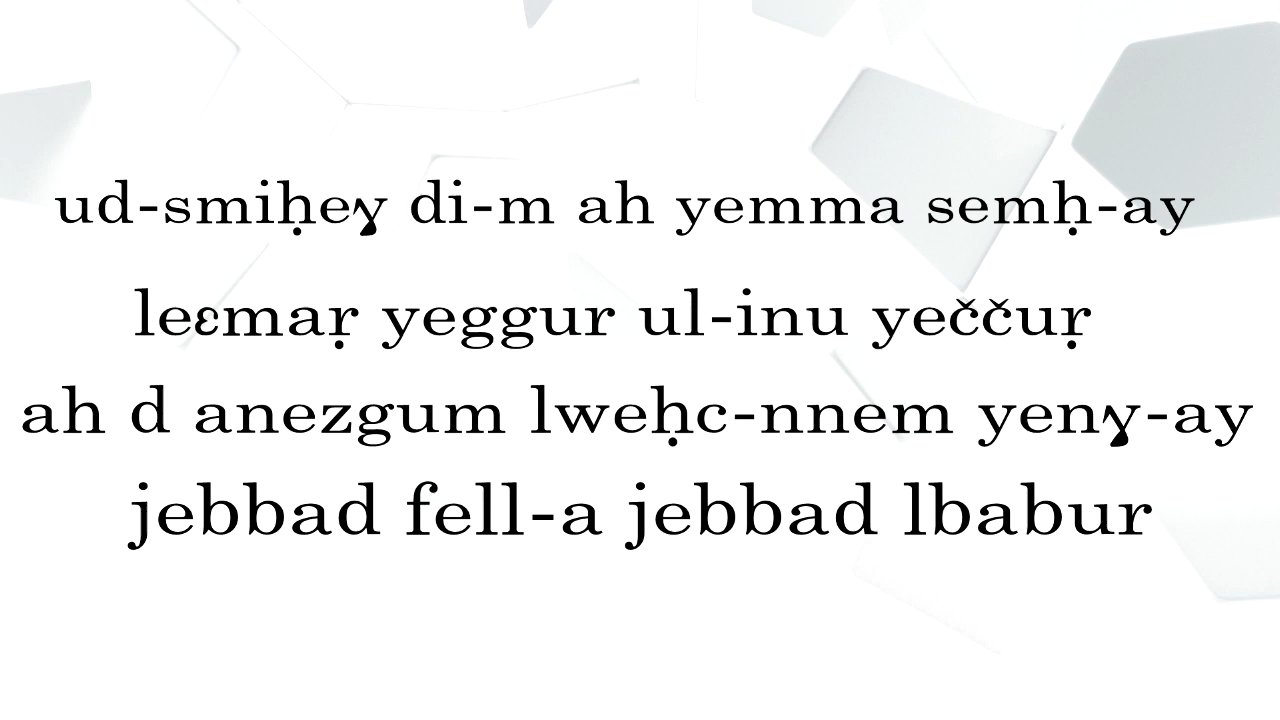 ud-smiḥeɣ di-m ah yemma semḥ-ay
leɛmaṛ yeggur ul-inu yeččuṛ
ah d anezgum lweḥc-nnem yenɣ-ay
jebbad fell-a jebbad lbabur